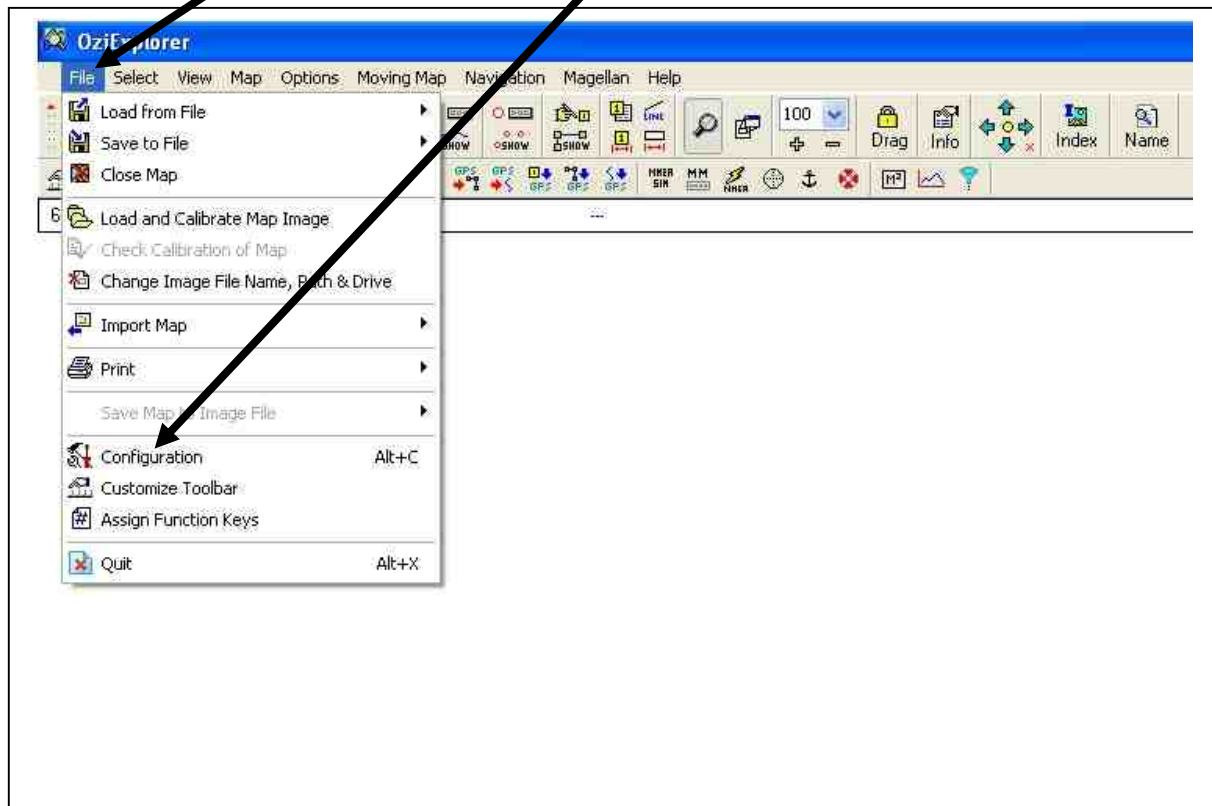 OziExplorer
File Select View Map Options Moving Map Navigation Magellan Help
Load from File
Save to File
Close Map
Load and Calibrate Map Image
Check Calibration of Map
Change Image File Name, Path & Drive
Import Map
Print
Save Map to Image File
Configuration Alt+C
Customize Toolbar
Assign Function Keys
Quit Alt+X
SHOW SHOW SHOW LINE 100 Drag Info Index Name
GPS GPS GPS GPS GPS NMEA SIM MM NMEA M²
6 ---